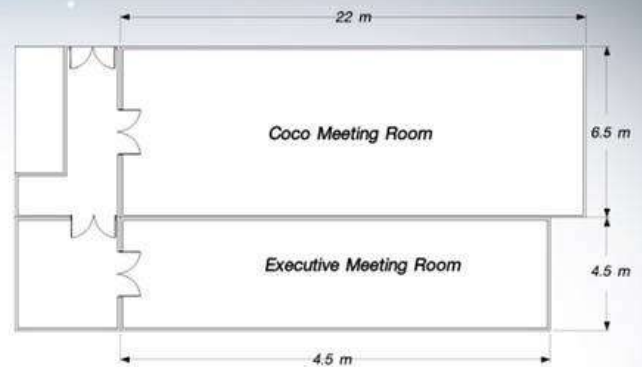 22 m
Coco Meeting Room
6.5 m
Executive Meeting Room
4.5 m
4.5 m